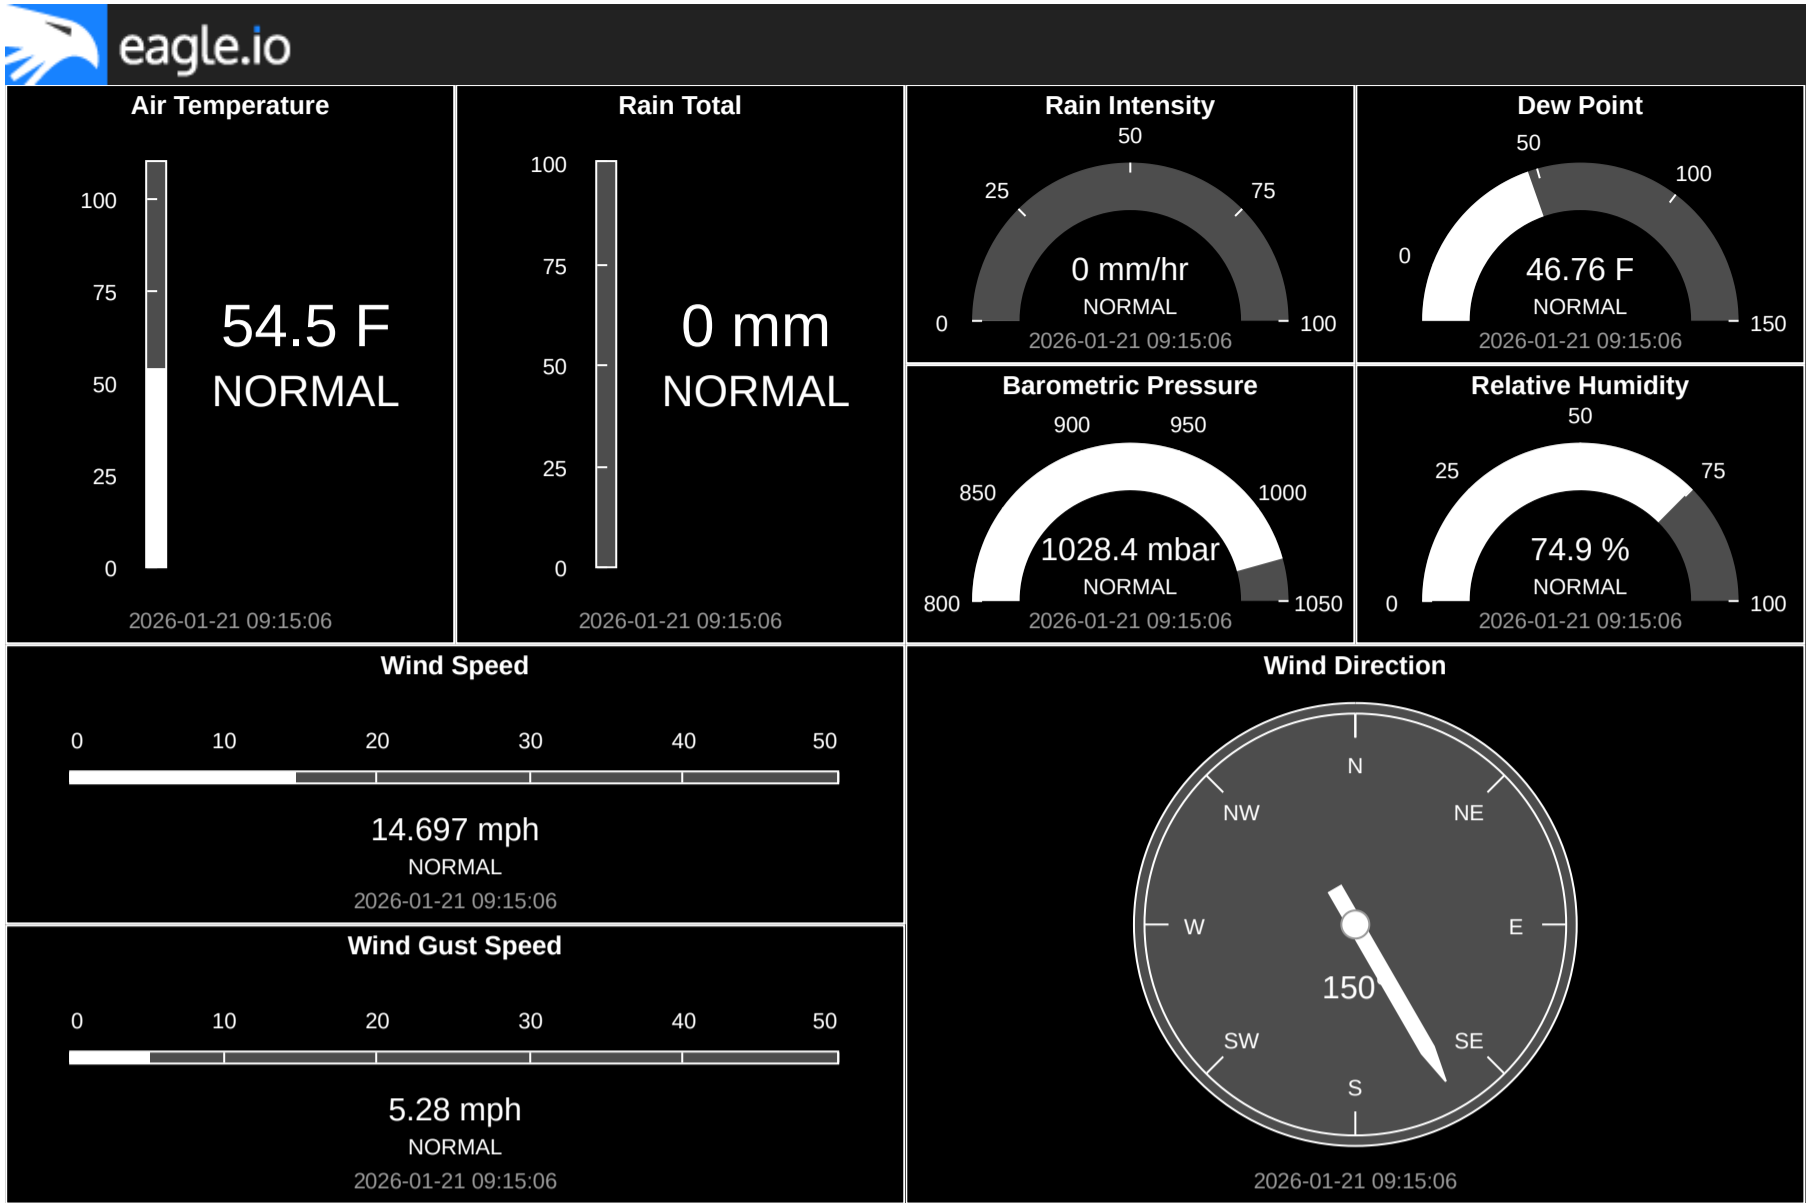 eagle.io
Air Temperature
100
75
50
25
0
54.5 F
NORMAL
2026-01-21 09:15:06
Rain Total
100
75
50
25
0
0 mm
NORMAL
2026-01-21 09:15:06
Rain Intensity
50
25
75
0
100
0 mm/hr
NORMAL
2026-01-21 09:15:06
Dew Point
50
100
0
150
46.76 F
NORMAL
2026-01-21 09:15:06
Barometric Pressure
900
950
850
1000
800
1050
1028.4 mbar
NORMAL
2026-01-21 09:15:06
Relative Humidity
50
25
75
0
100
74.9 %
NORMAL
2026-01-21 09:15:06
Wind Speed
0 10 20 30 40 50
14.697 mph
NORMAL
2026-01-21 09:15:06
Wind Gust Speed
0 10 20 30 40 50
5.28 mph
NORMAL
2026-01-21 09:15:06
Wind Direction
N
NW NE
W E
150°
SW SE
S
2026-01-21 09:15:06